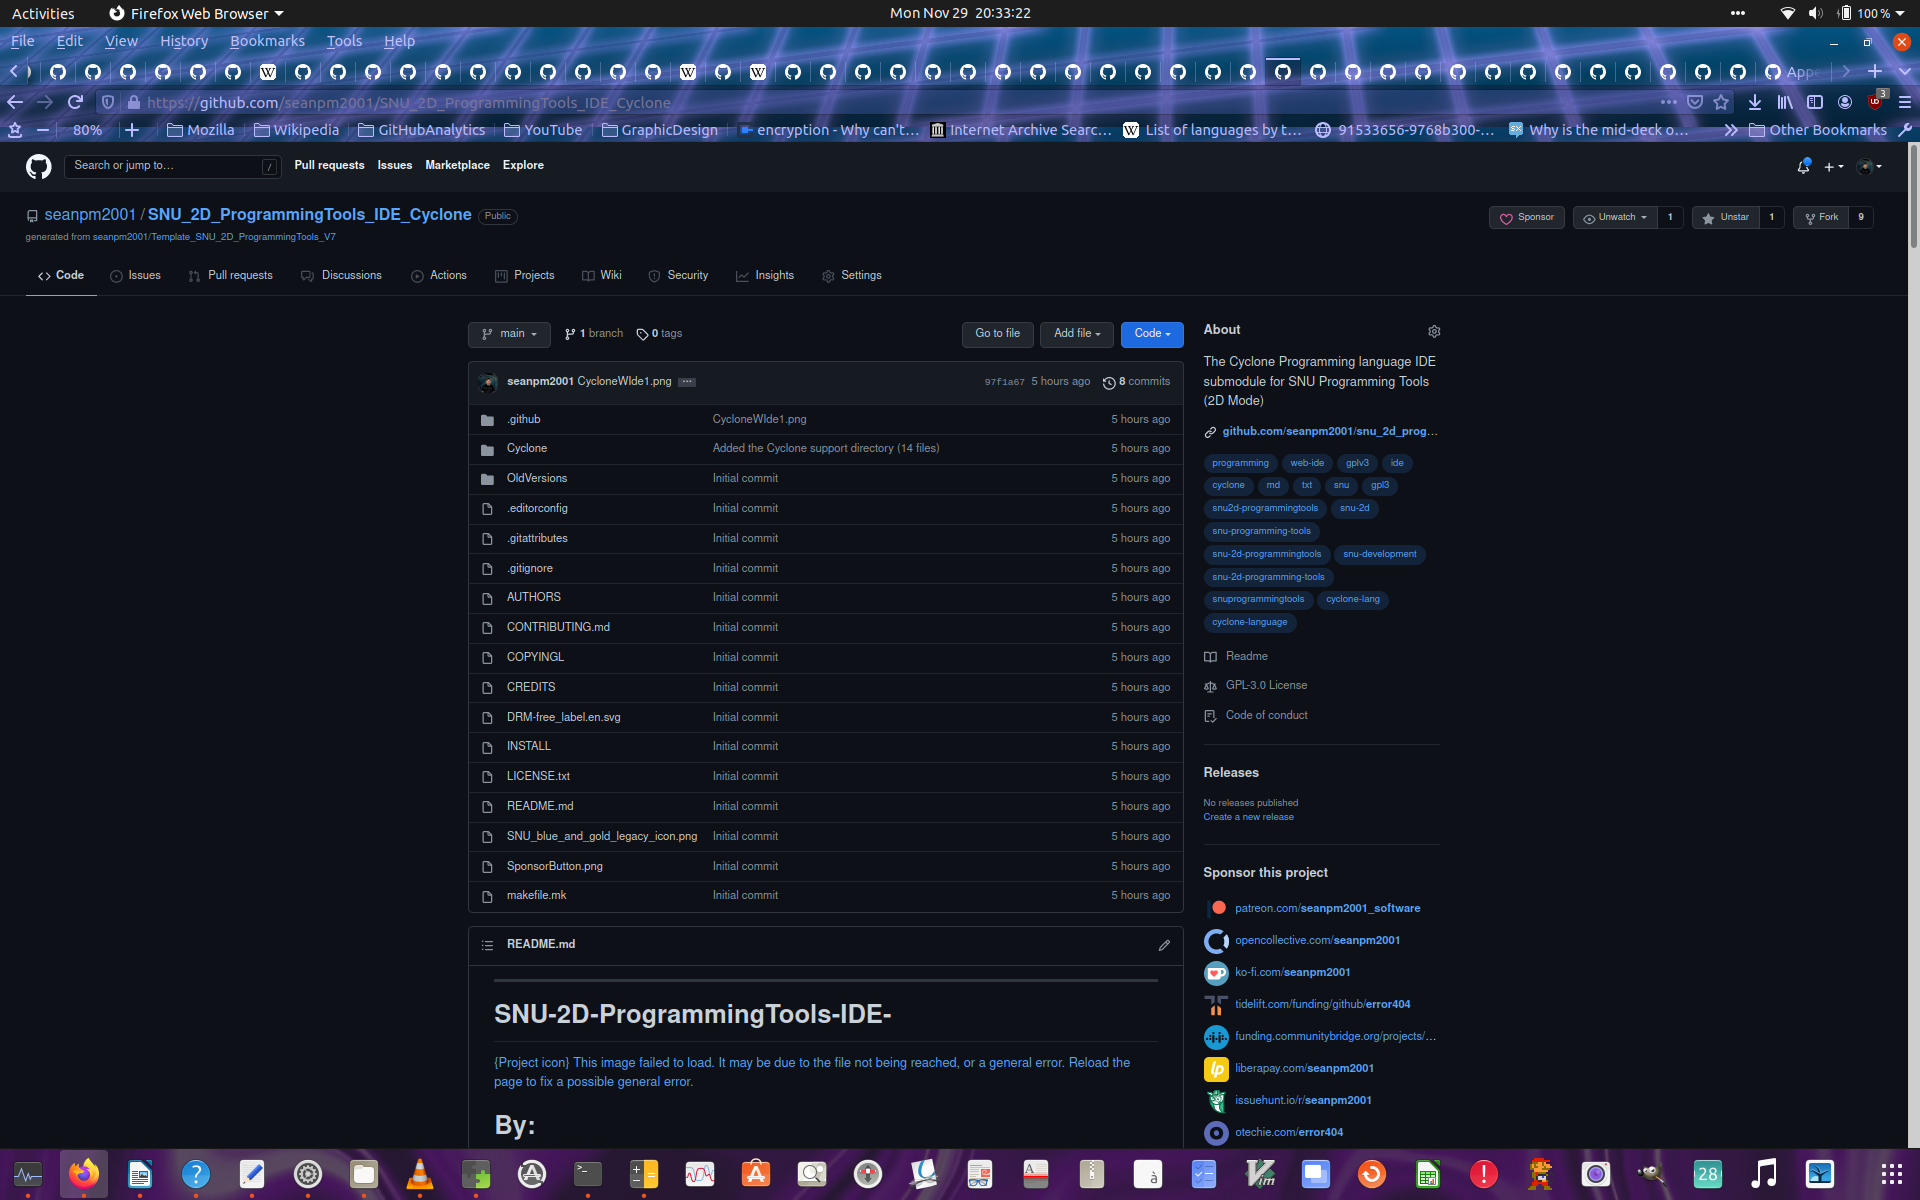 Activities Firefox Web Browser Mon Nov 29 20:33:22 100 %
File Edit View History Bookmarks Tools Help
Appe
https://github.com/seanpm2001/SNU_2D_ProgrammingTools_IDE_Cyclone 3
80% Mozilla Wikipedia GitHubAnalytics YouTube GraphicDesign encryption - Why can't… Internet Archive Searc… List of languages by t… 91533656-9768b300-… Why is the mid-deck o… Other Bookmarks
Search or jump to… / Pull requests Issues Marketplace Explore
seanpm2001 / SNU_2D_ProgrammingTools_IDE_Cyclone Public Sponsor Unwatch 1 Unstar 1 Fork 9
generated from seanpm2001/Template_SNU_2D_ProgrammingTools_V7
Code Issues Pull requests Discussions Actions Projects Wiki Security Insights Settings
main 1 branch 0 tags Go to file Add file Code
seanpm2001 CycloneWIde1.png 97f1a67 5 hours ago 8 commits
.github CycloneWIde1.png 5 hours ago
Cyclone Added the Cyclone support directory (14 files) 5 hours ago
OldVersions Initial commit 5 hours ago
.editorconfig Initial commit 5 hours ago
.gitattributes Initial commit 5 hours ago
.gitignore Initial commit 5 hours ago
AUTHORS Initial commit 5 hours ago
CONTRIBUTING.md Initial commit 5 hours ago
COPYINGL Initial commit 5 hours ago
CREDITS Initial commit 5 hours ago
DRM-free_label.en.svg Initial commit 5 hours ago
INSTALL Initial commit 5 hours ago
LICENSE.txt Initial commit 5 hours ago
README.md Initial commit 5 hours ago
SNU_blue_and_gold_legacy_icon.png Initial commit 5 hours ago
SponsorButton.png Initial commit 5 hours ago
makefile.mk Initial commit 5 hours ago
README.md
SNU-2D-ProgrammingTools-IDE-
{Project icon} This image failed to load. It may be due to the file not being reached, or a general error. Reload the
page to fix a possible general error.
By:
About
The Cyclone Programming language IDE
submodule for SNU Programming Tools
(2D Mode)
github.com/seanpm2001/snu_2d_prog…
programming web-ide gplv3 ide
cyclone md txt snu gpl3
snu2d-programmingtools snu-2d
snu-programming-tools
snu-2d-programmingtools snu-development
snu-2d-programming-tools
snuprogrammingtools cyclone-lang
cyclone-language
Readme
GPL-3.0 License
Code of conduct
Releases
No releases published
Create a new release
Sponsor this project
patreon.com/seanpm2001_software
opencollective.com/seanpm2001
ko-fi.com/seanpm2001
tidelift.com/funding/github/error404
funding.communitybridge.org/projects/…
liberapay.com/seanpm2001
issuehunt.io/r/seanpm2001
otechie.com/error404
28